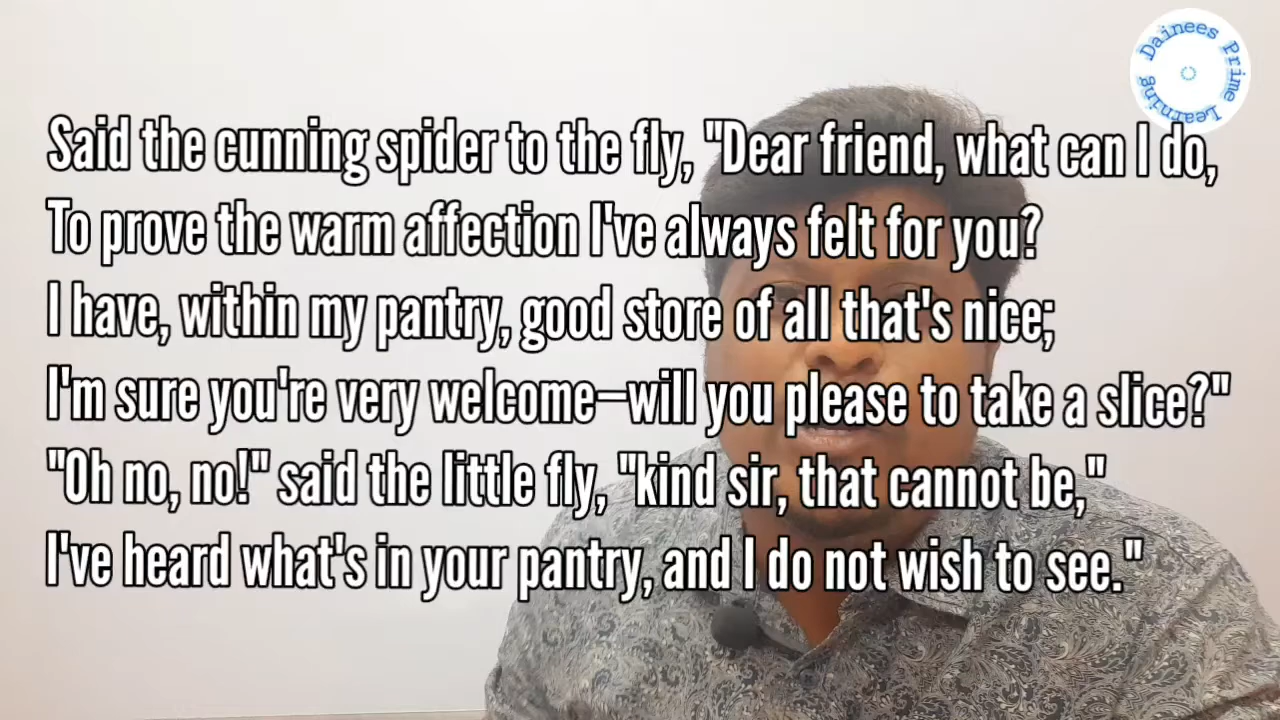 Dainees Prime Learning
Said the cunning spider to the fly, "Dear friend, what can I do,
To prove the warm affection I've always felt for you?
I have, within my pantry, good store of all that's nice;
I'm sure you're very welcome—will you please to take a slice?"
"Oh no, no!" said the little fly, "kind sir, that cannot be,"
I've heard what's in your pantry, and I do not wish to see."